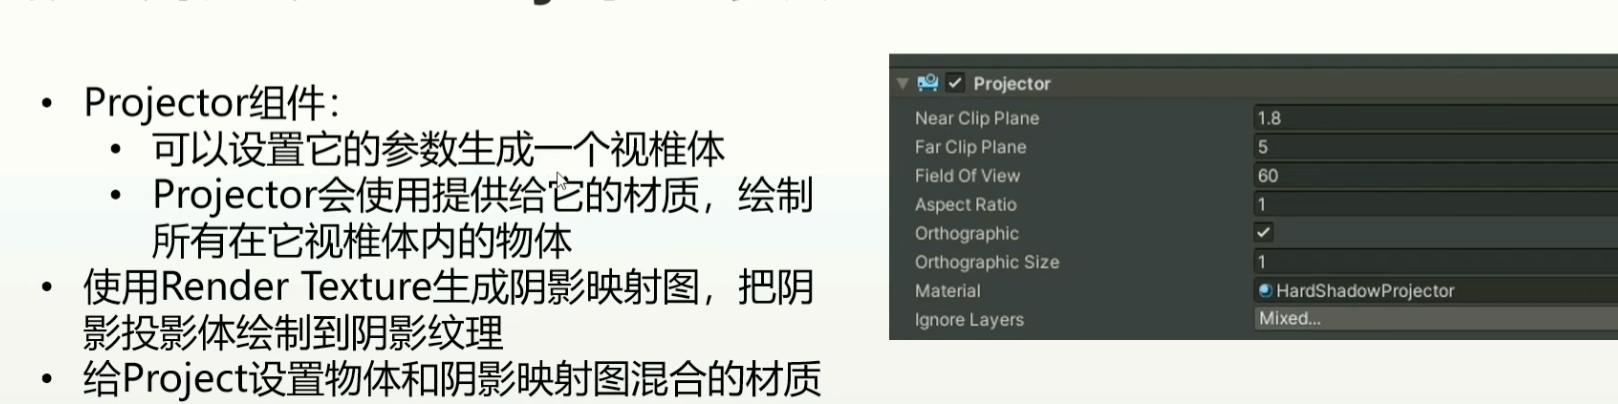 • Projector组件：
• 可以设置它的参数生成一个视椎体
• Projector会使用提供给它的材质，绘制
所有在它视椎体内的物体
• 使用Render Texture生成阴影映射图，把阴
影投影体绘制到阴影纹理
• 给Project设置物体和阴影映射图混合的材质
Projector
Near Clip Plane 1.8
Far Clip Plane 5
Field Of View 60
Aspect Ratio 1
Orthographic
Orthographic Size 1
Material HardShadowProjector
Ignore Layers Mixed...